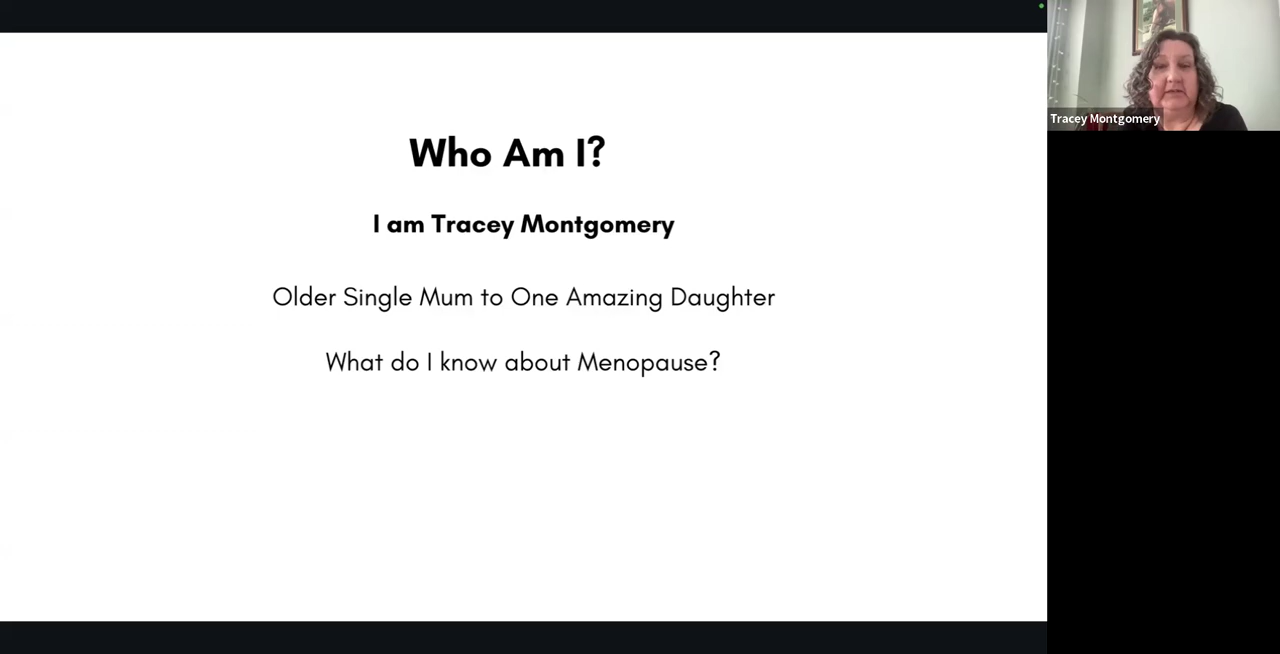 Who Am I?
I am Tracey Montgomery
Older Single Mum to One Amazing Daughter
What do I know about Menopause?
Tracey Montgomery